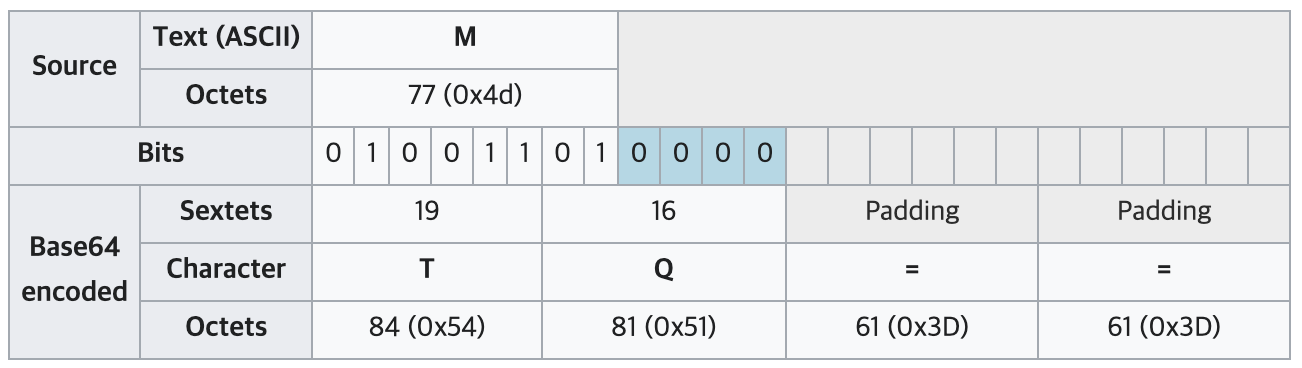 Source Text (ASCII) M
Octets 77 (0x4d)
Bits 0 1 0 0 1 1 0 1 0 0 0 0
Base64 encoded Sextets 19 16 Padding Padding
Character T Q = =
Octets 84 (0x54) 81 (0x51) 61 (0x3D) 61 (0x3D)